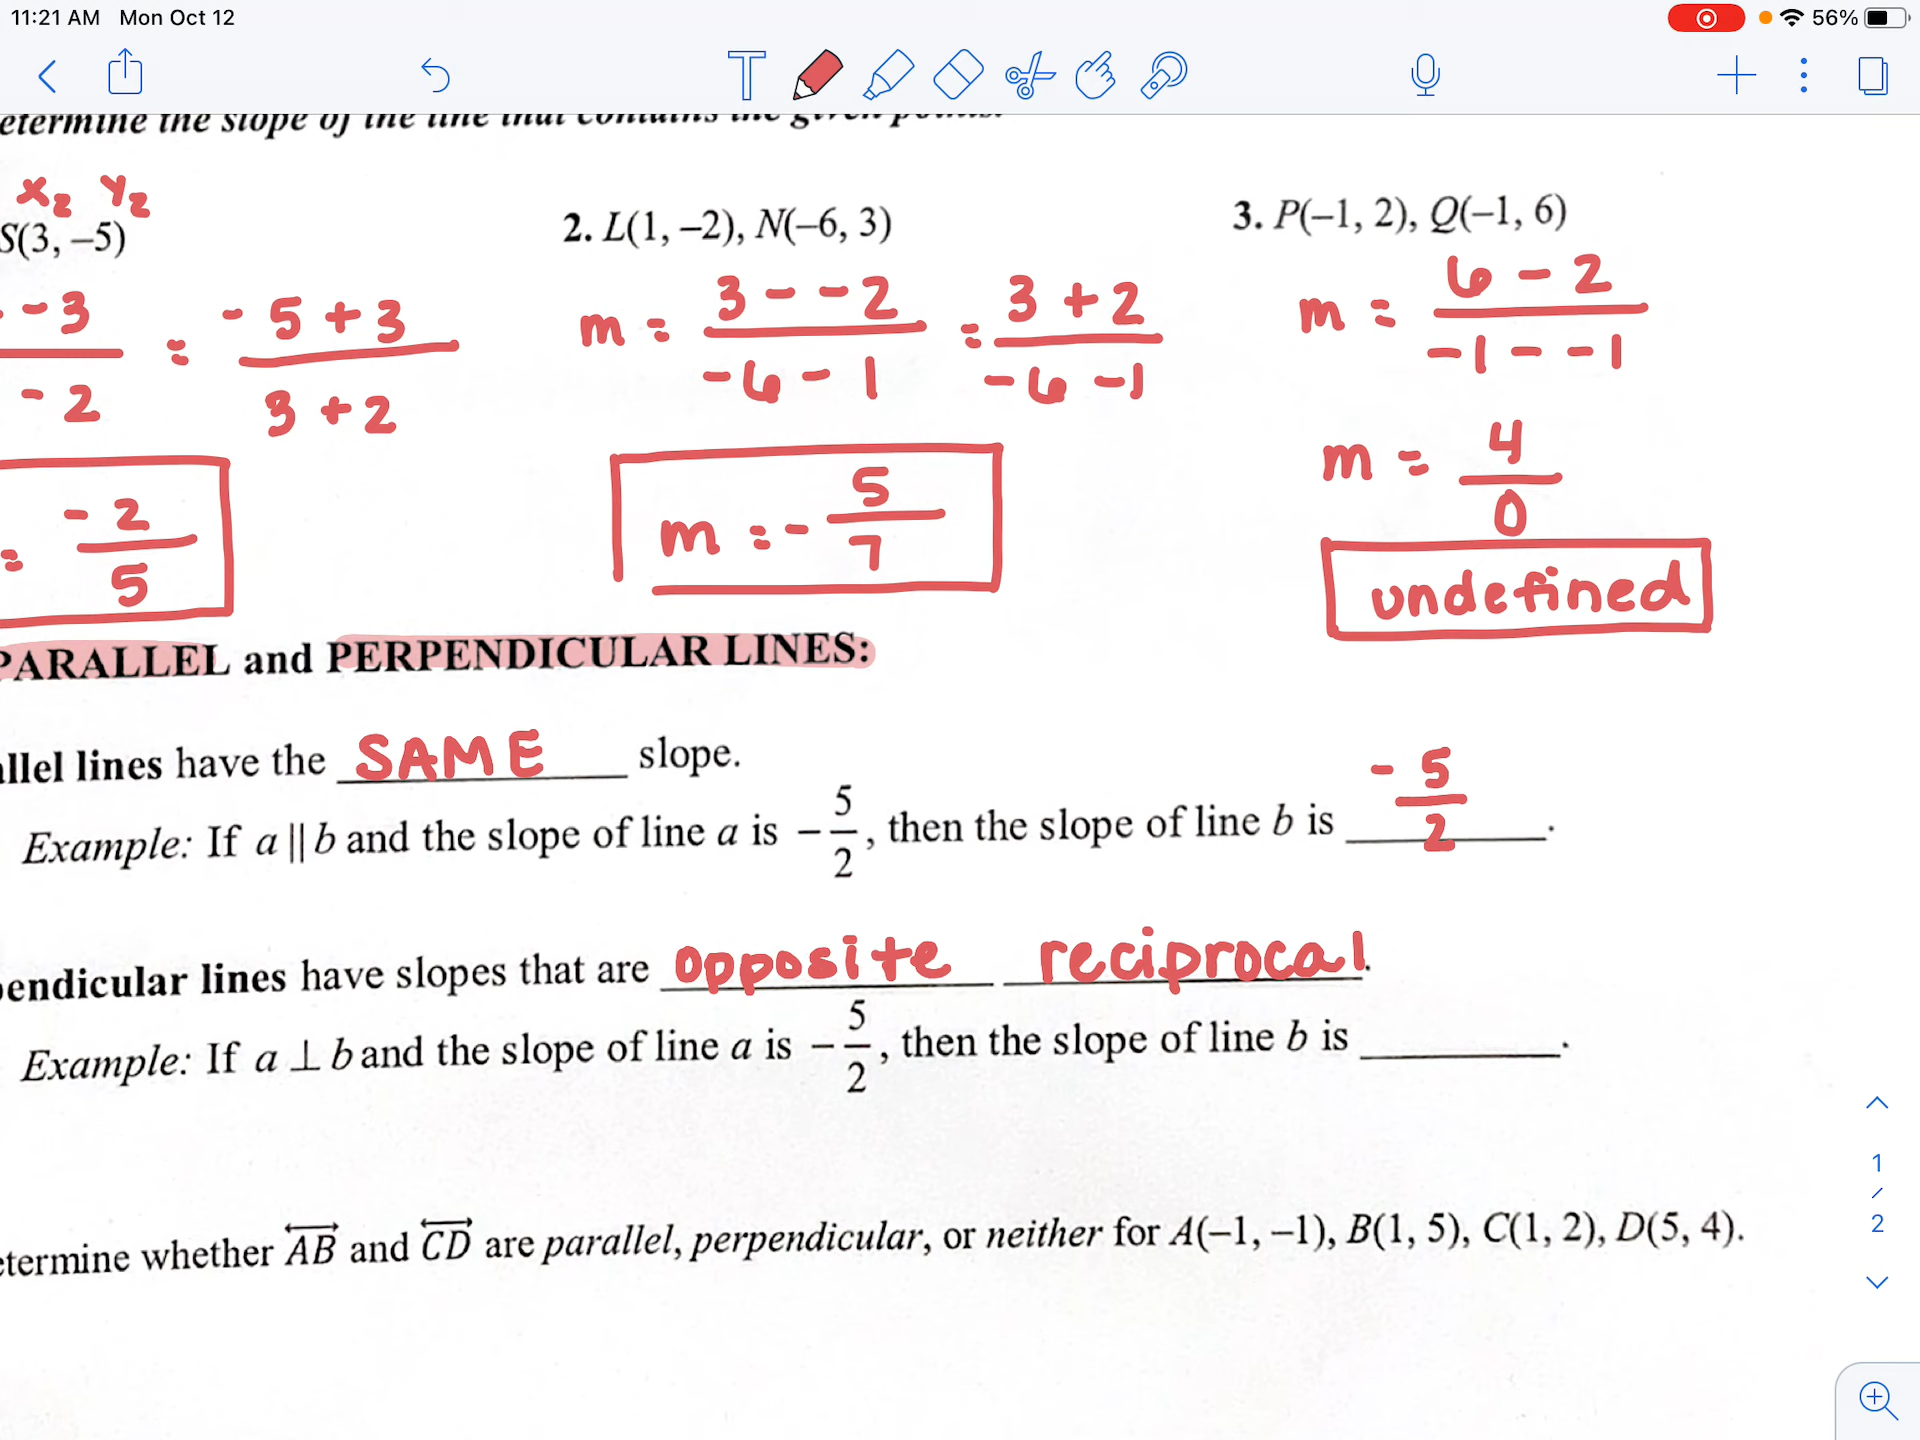 11:21 AM Mon Oct 12
56%
etermine the slope of the line that contains the given points.
x2 y2
S(3, –5)
2. L(1, –2), N(–6, 3)
3. P(–1, 2), Q(–1, 6)
- -3
- 2
= -5+3
3+2
m = 3 - -2
-6 - 1
= 3+2
-6 -1
m = 6 - 2
-1 - -1
= -2
5
m = - 5
7
m = 4
0
undefined
PARALLEL and PERPENDICULAR LINES:
llel lines have the SAME slope.
Example: If a || b and the slope of line a is –5/2, then the slope of line b is -5/2.
endicular lines have slopes that are opposite reciprocal.
Example: If a ⊥ b and the slope of line a is –5/2, then the slope of line b is ________.
termine whether AB and CD are parallel, perpendicular, or neither for A(–1, –1), B(1, 5), C(1, 2), D(5, 4).
1
/
2